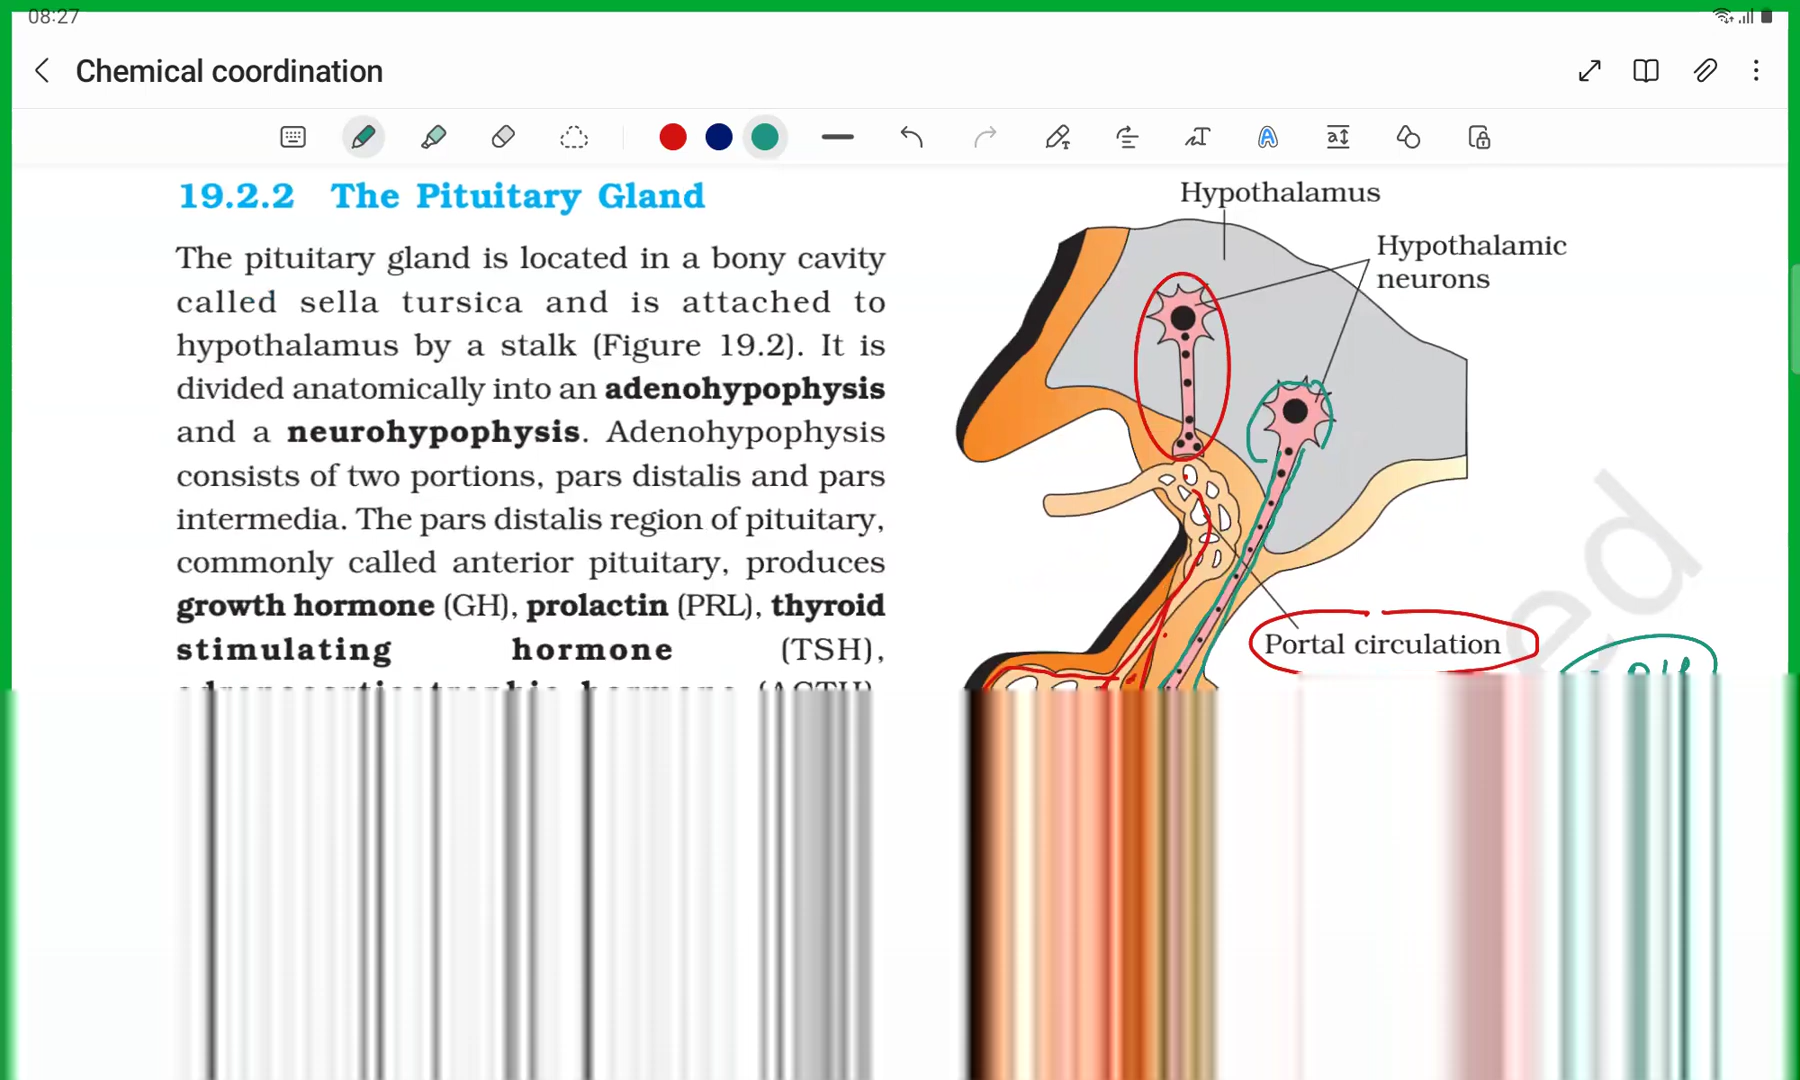 08:27
Chemical coordination
19.2.2 The Pituitary Gland
The pituitary gland is located in a bony cavity
called sella tursica and is attached to
hypothalamus by a stalk (Figure 19.2). It is
divided anatomically into an adenohypophysis
and a neurohypophysis. Adenohypophysis
consists of two portions, pars distalis and pars
intermedia. The pars distalis region of pituitary,
commonly called anterior pituitary, produces
growth hormone (GH), prolactin (PRL), thyroid
stimulating hormone (TSH),
Hypothalamus
Hypothalamic
neurons
Portal circulation